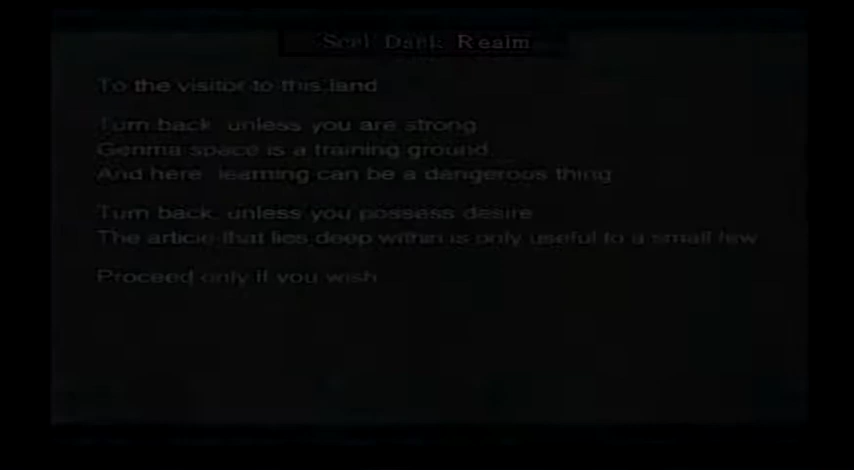 Dark Realm
To the visitor to this land
Turn back unless you are strong
Genma space is a training ground
And here learning can be a dangerous thing
Turn back unless you possess desire
The article that lies deep within is only useful to a small few
Proceed only if you wish